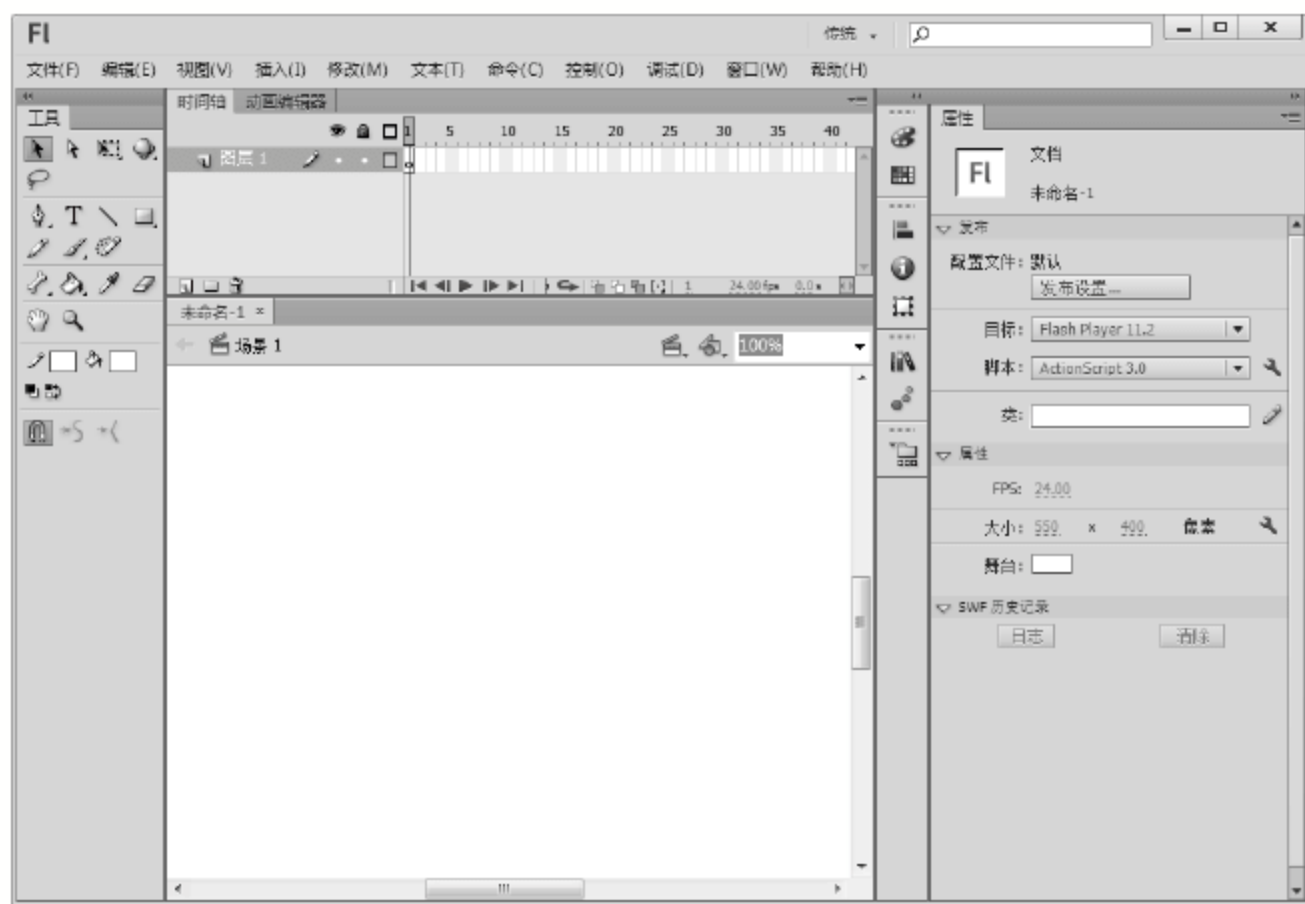 Fl
传统
文件(F) 编辑(E) 视图(V) 插入(I) 修改(M) 文本(T) 命令(C) 控制(O) 调试(D) 窗口(W) 帮助(H)
工具
时间轴 动画编辑器
1 5 10 15 20 25 30 35 40
图层 1
1 24.00fps 0.0s
未命名-1 ×
场景 1
100%
属性
Fl
文档
未命名-1
发布
配置文件: 默认
发布设置...
目标: Flash Player 11.2
脚本: ActionScript 3.0
类:
属性
FPS: 24.00
大小: 550 x 400 像素
舞台:
SWF 历史记录
日志 清除